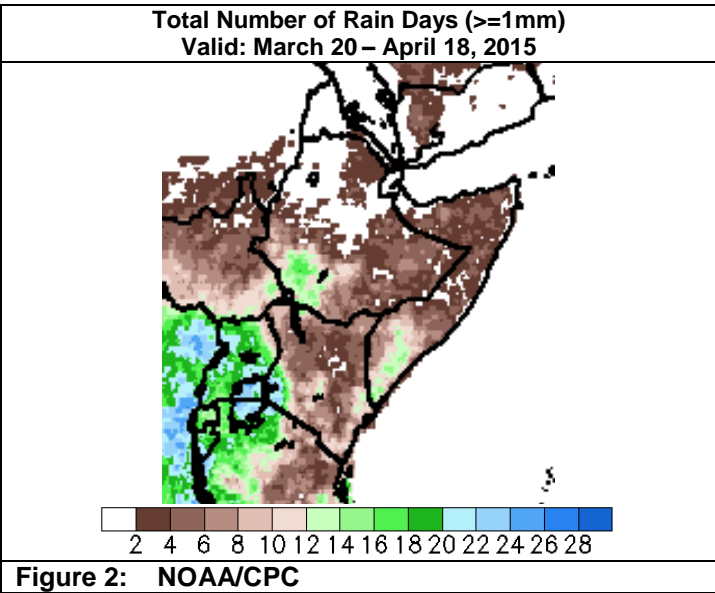 Total Number of Rain Days (>=1mm)
Valid: March 20 – April 18, 2015
2 4 6 8 10 12 14 16 18 20 22 24 26 28
Figure 2: NOAA/CPC